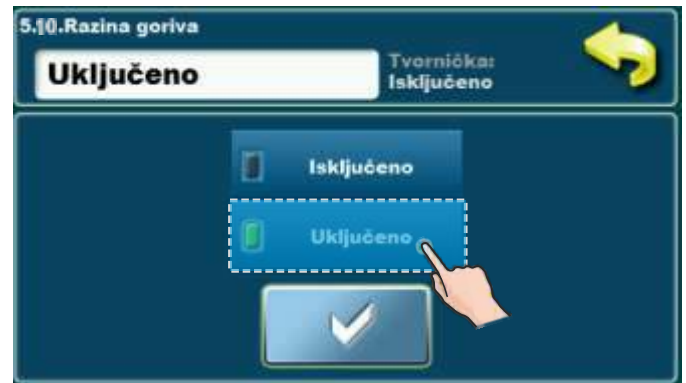 5.10.Razina goriva
Uključeno
Tvornička:
Isključeno
Isključeno
Uključeno